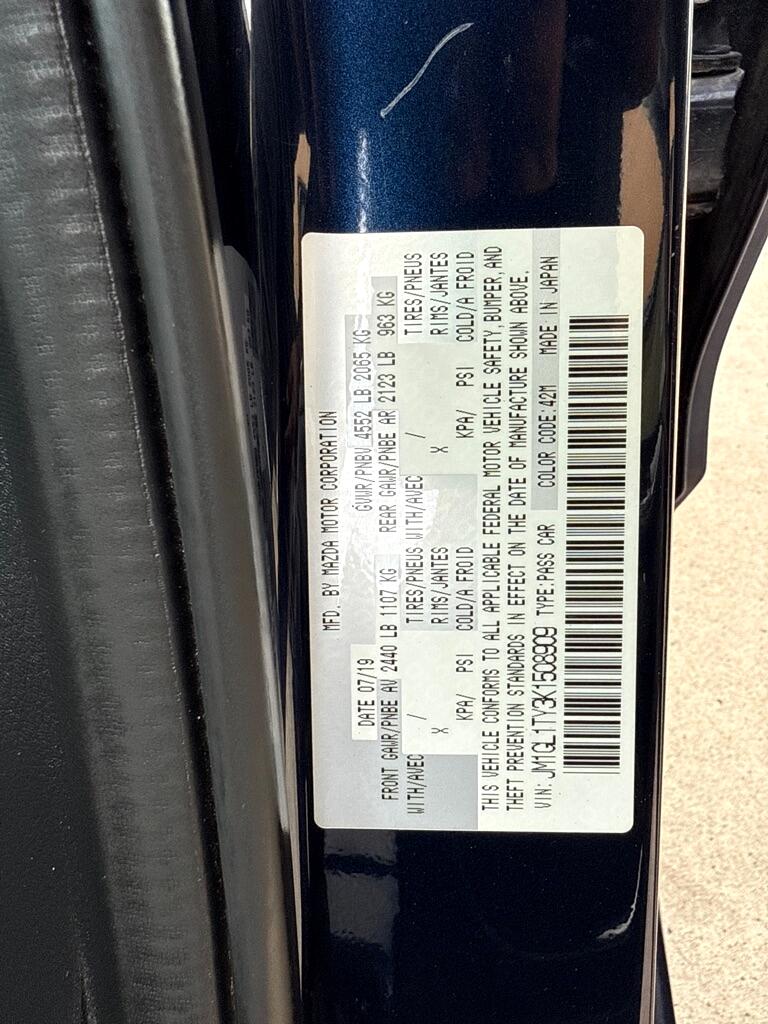 MFD. BY MAZDA MOTOR CORPORATION
DATE 07/19 GVWR/PNBV 4552 LB 2065 KG
FRONT GAWR/PNBE AV 2440 LB 1107 KG REAR GAWR/PNBE AR 2123 LB 963 KG
WITH/AVEC / TIRES/PNEUS WITH/AVEC / TIRES/PNEUS
X RIMS/JANTES X RIMS/JANTES
KPA/ PSI COLD/A FROID KPA/ PSI COLD/A FROID
THIS VEHICLE CONFORMS TO ALL APPLICABLE FEDERAL MOTOR VEHICLE SAFETY, BUMPER, AND
THEFT PREVENTION STANDARDS IN EFFECT ON THE DATE OF MANUFACTURE SHOWN ABOVE.
VIN: JM1GL1TY3K1508909 TYPE:PASS CAR COLOR CODE:42M MADE IN JAPAN